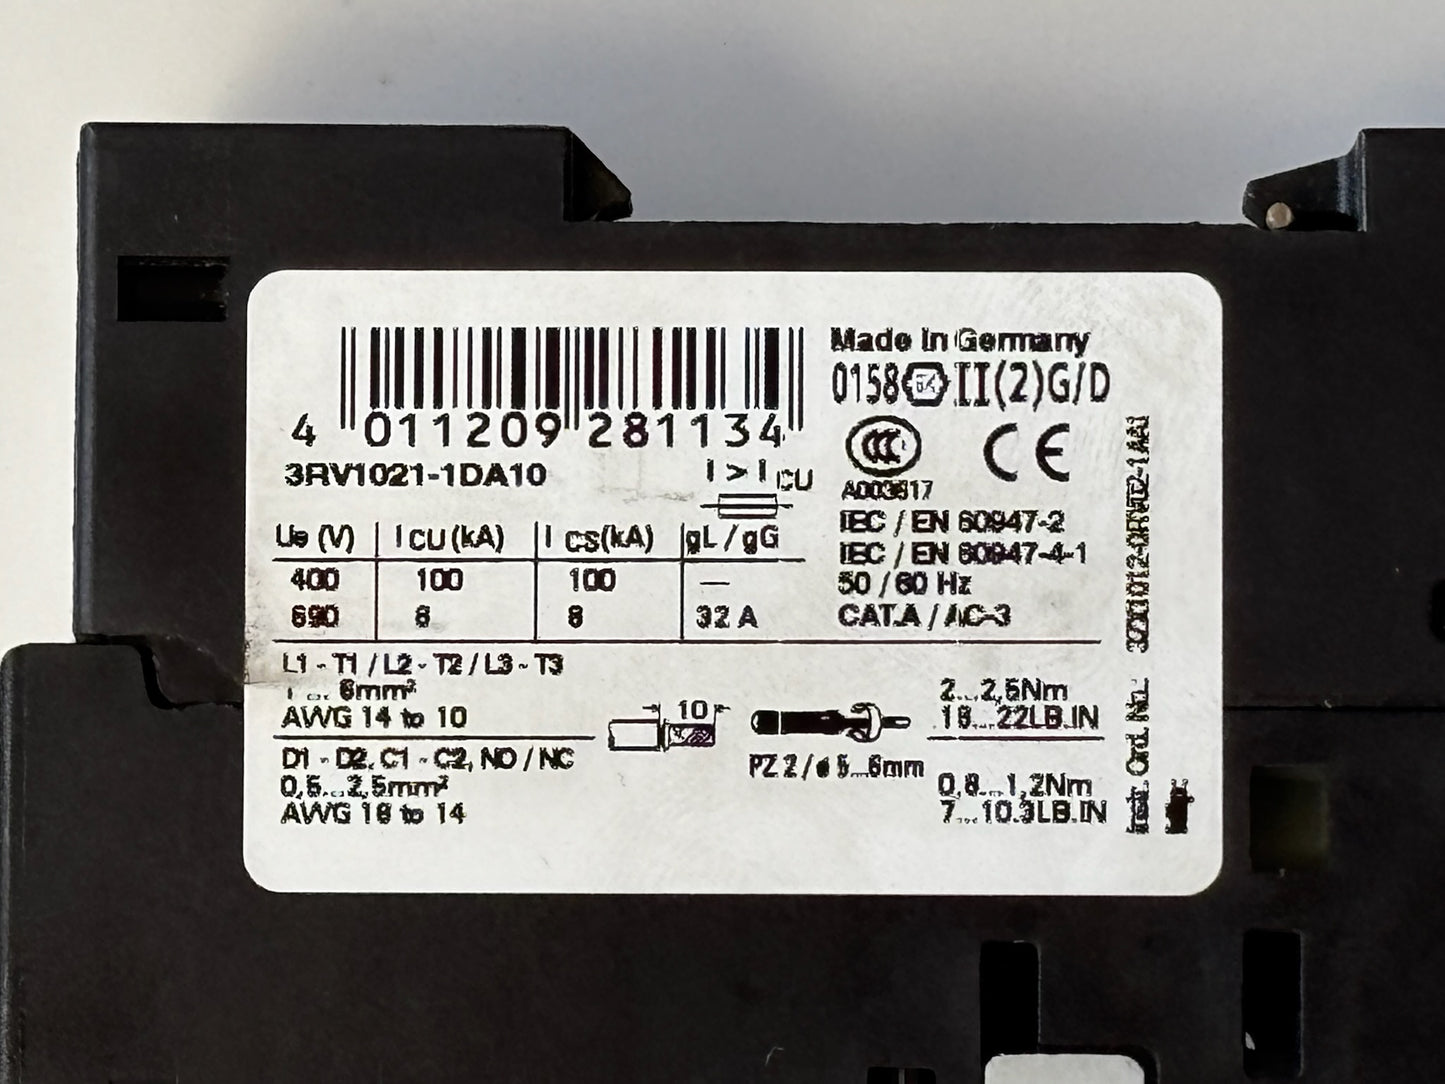 4 011209 281134
3RV1021-1DA10
I > I CU
Ue (V) I CU (kA) I CS (kA) gL / gG
400 100 100 —
690 8 8 32 A
Made in Germany
0158 Ex II(2)G/D
CCC CE
IEC / EN 60947-2
IEC / EN 60947-4-1
50 / 60 Hz
CAT.A / AC-3
L1 - T1 / L2 - T2 / L3 - T3
6mm²
AWG 14 to 10
10
2...2,5Nm
18...22LB.IN
D1 - D2, C1 - C2, NO / NC
0,5...2,5mm²
AWG 18 to 14
PZ 2 / ø 5...6mm
0,8...1,2Nm
7...10.3LB.IN
Ord. Nr.